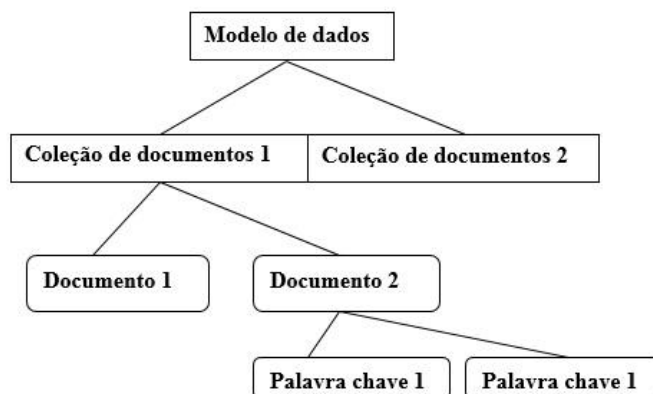 Modelo de dados
Coleção de documentos 1
Coleção de documentos 2
Documento 1
Documento 2
Palavra chave 1
Palavra chave 1